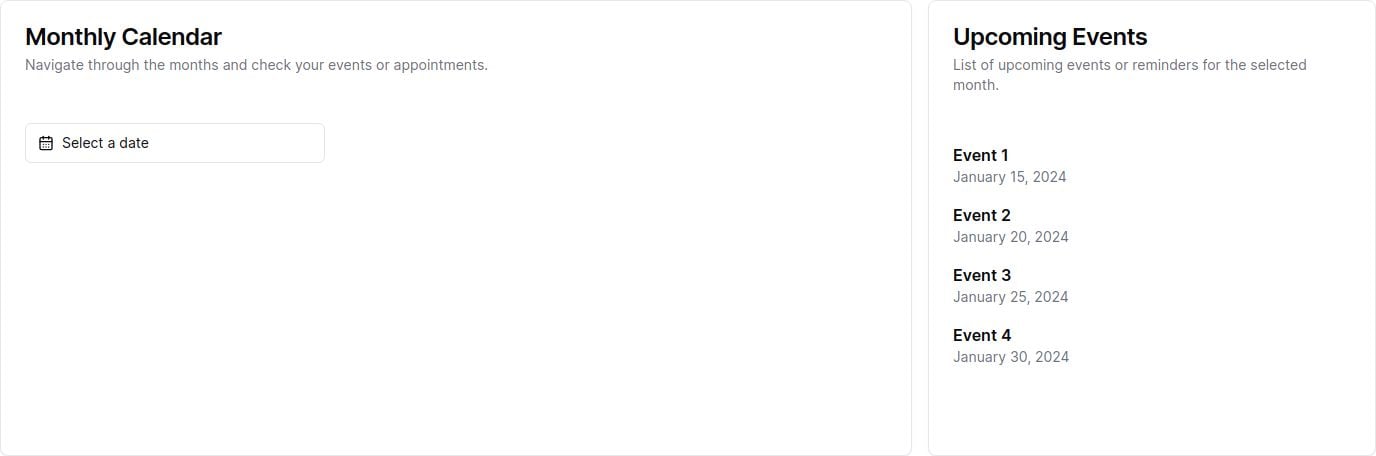 Monthly Calendar
Navigate through the months and check your events or appointments.
Select a date
Upcoming Events
List of upcoming events or reminders for the selected
month.
Event 1
January 15, 2024
Event 2
January 20, 2024
Event 3
January 25, 2024
Event 4
January 30, 2024